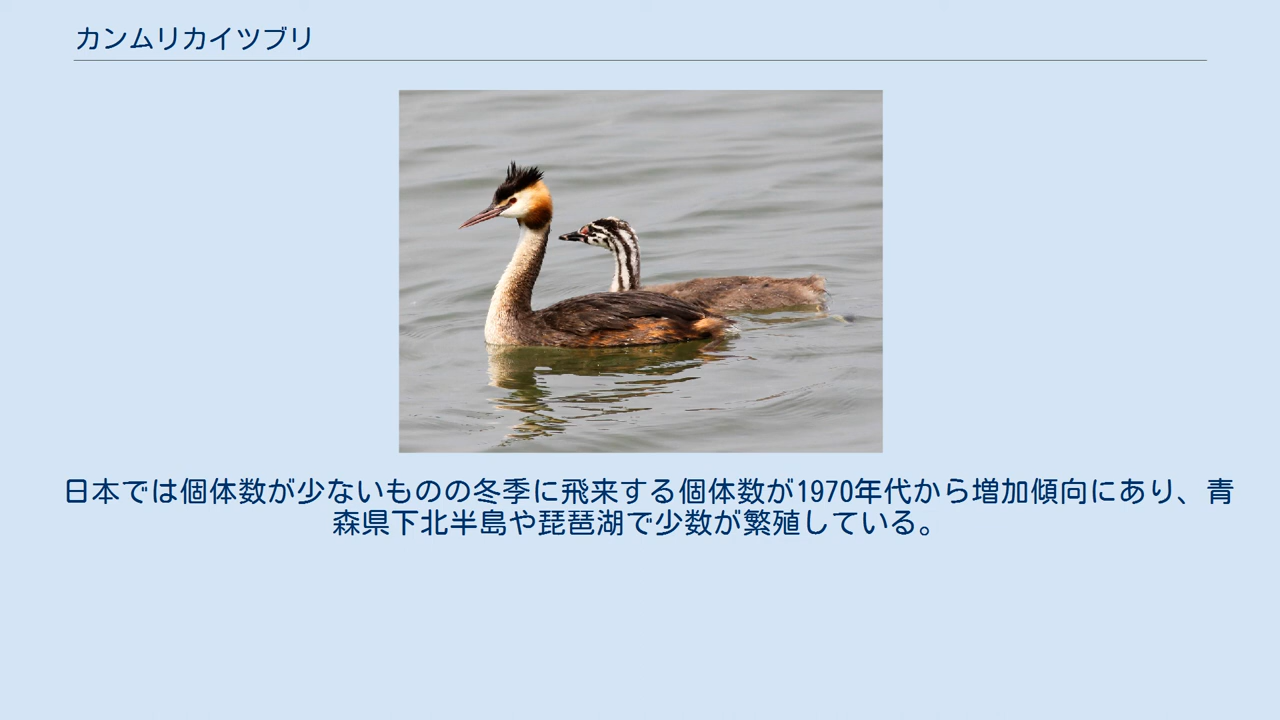 カンムリカイツブリ
日本では個体数が少ないものの冬季に飛来する個体数が1970年代から増加傾向にあり、青
森県下北半島や琵琶湖で少数が繁殖している。